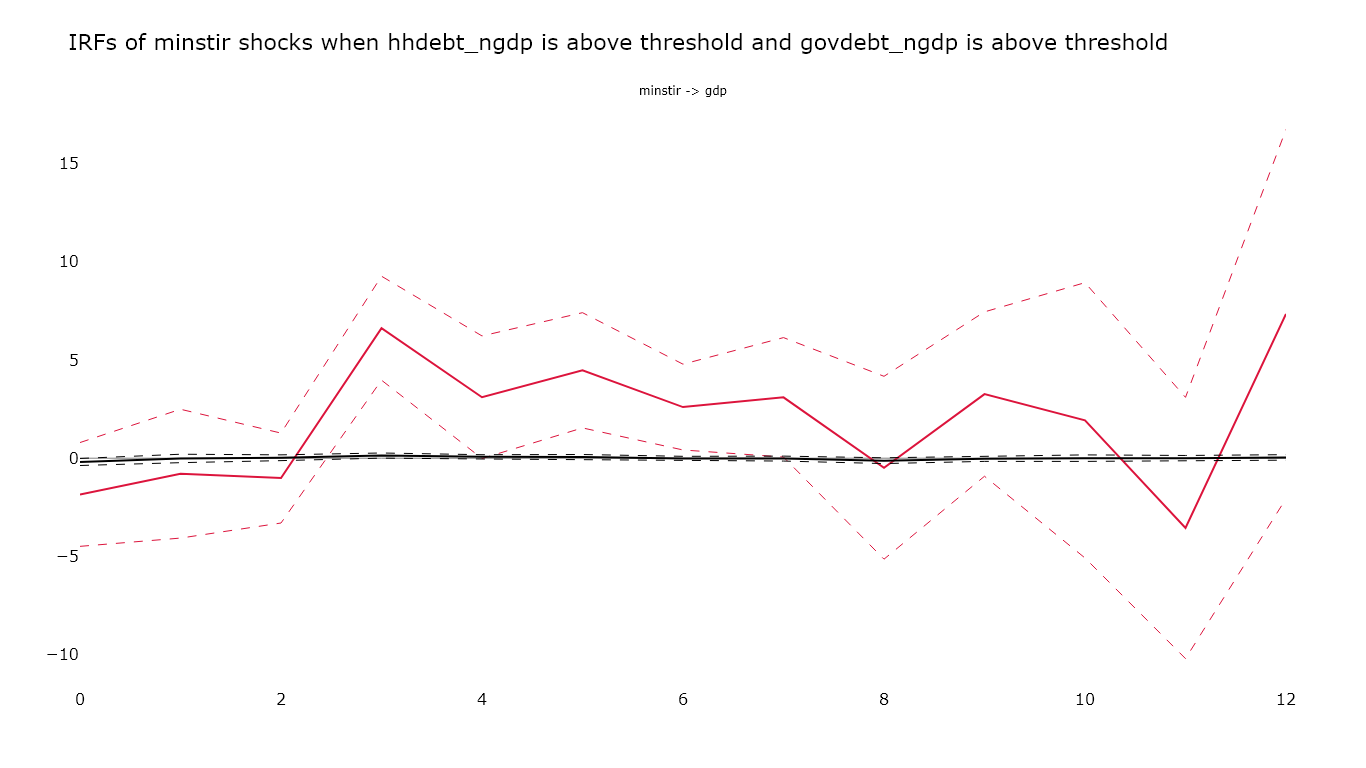 IRFs of minstir shocks when hhdebt_ngdp is above threshold and govdebt_ngdp is above threshold
minstir -> gdp
15
10
5
0
−5
−10
0 2 4 6 8 10 12